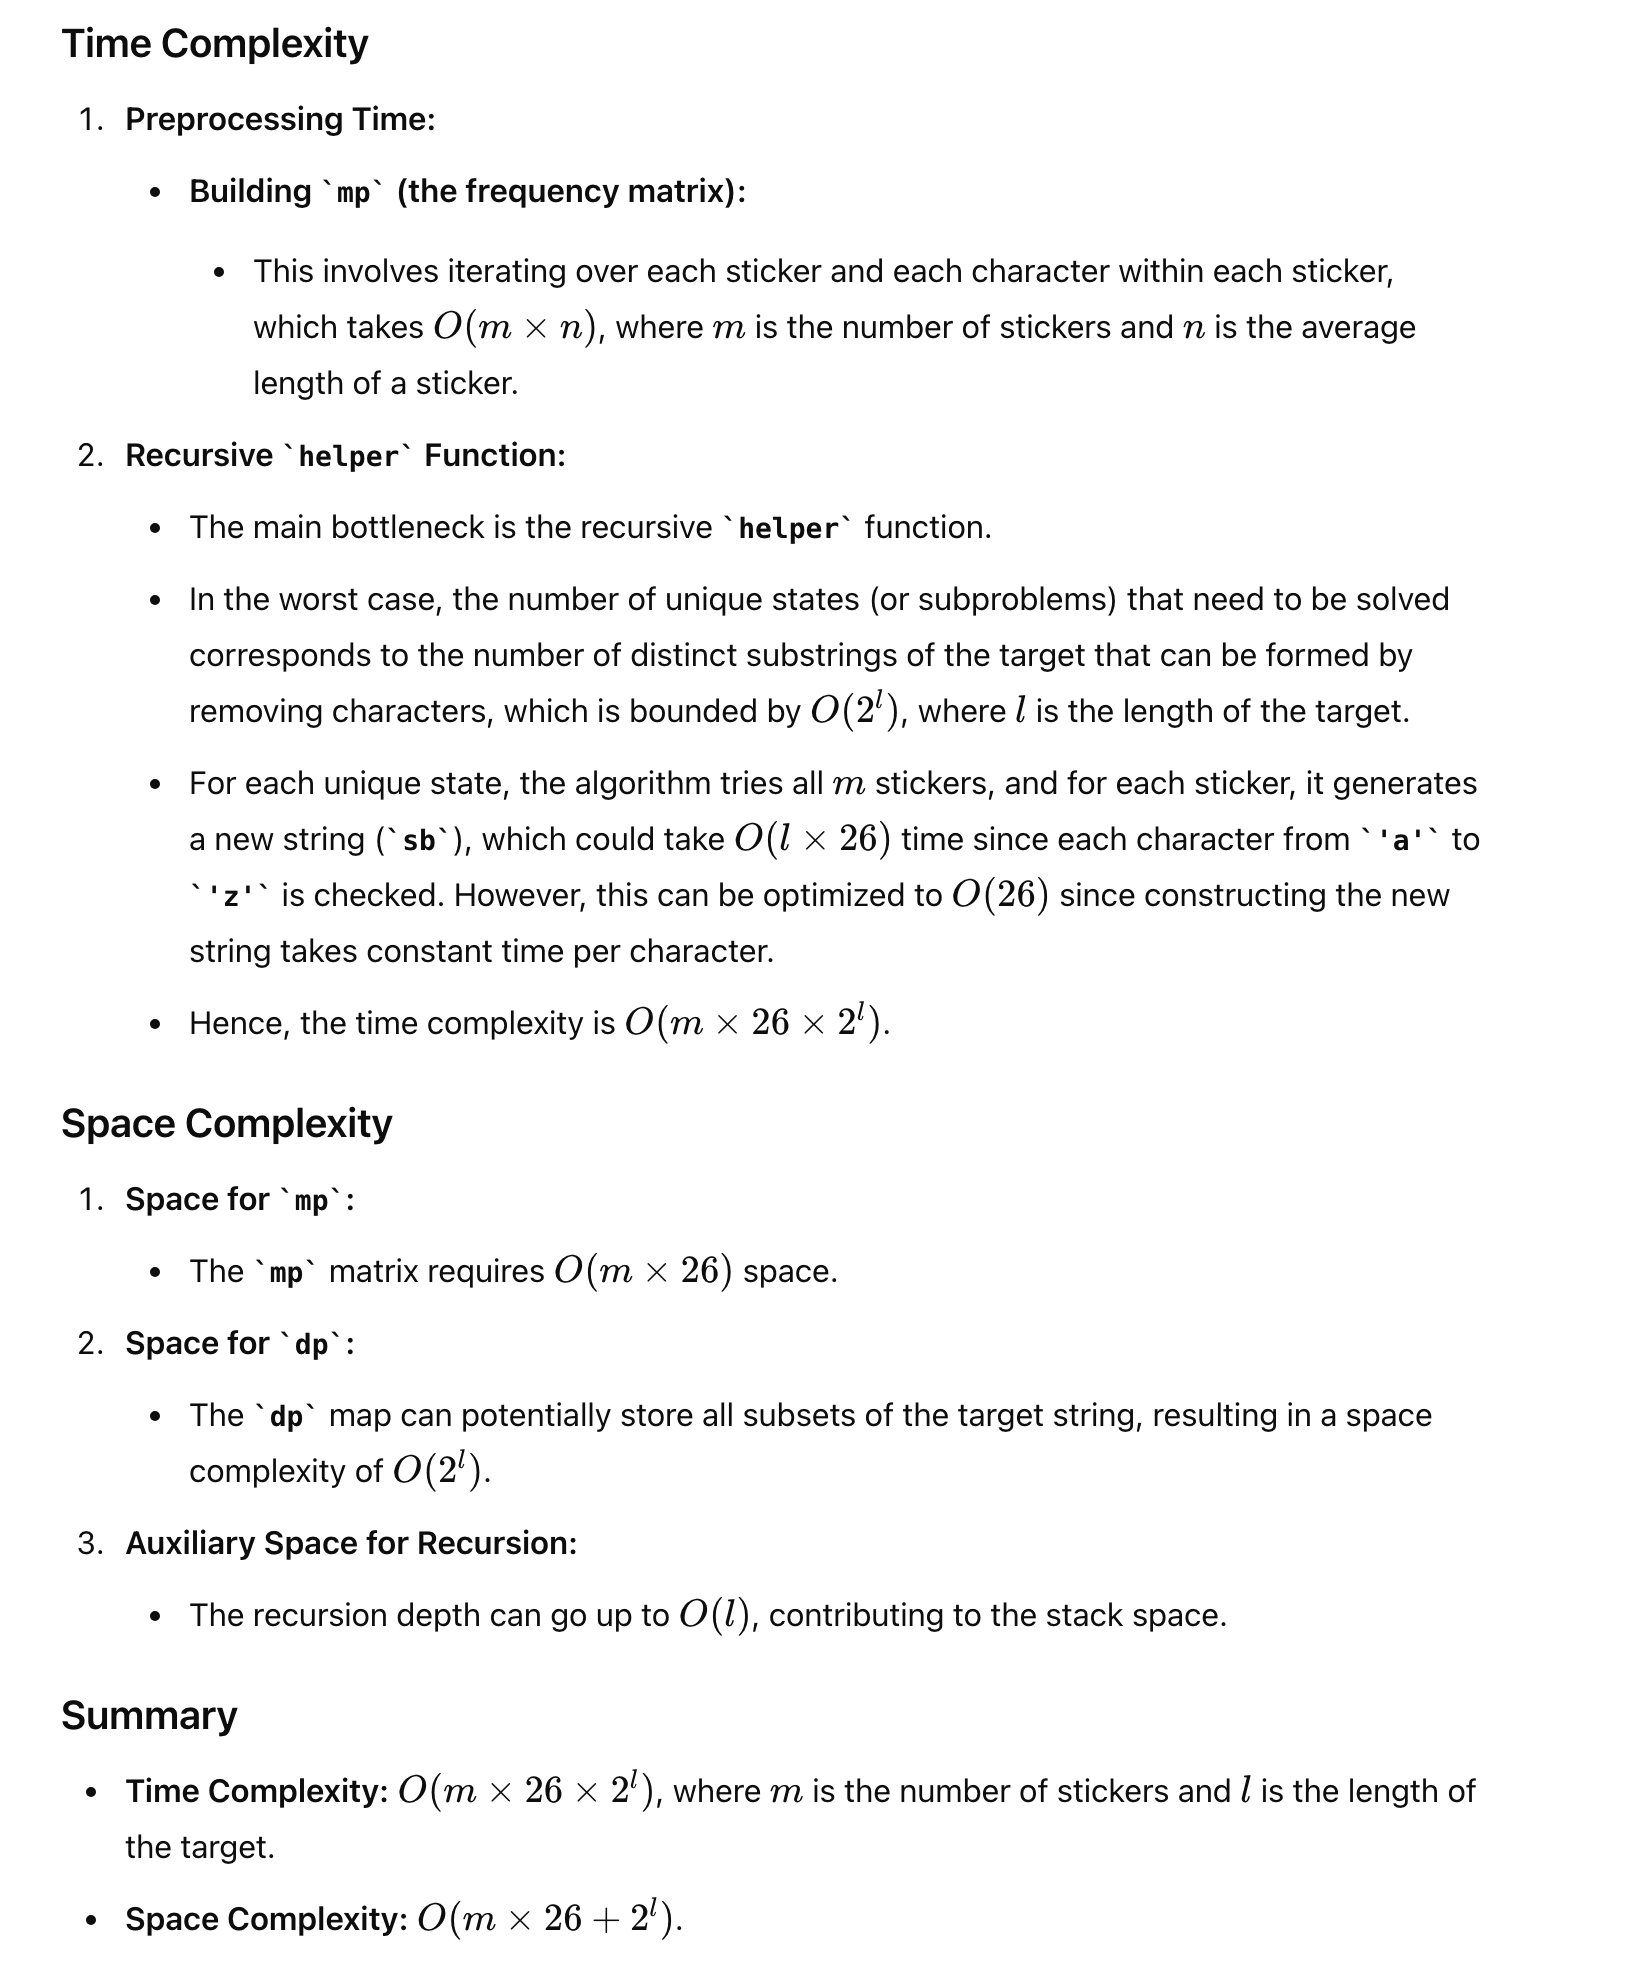 Time Complexity
1. Preprocessing Time:
• Building `mp` (the frequency matrix):
• This involves iterating over each sticker and each character within each sticker,
which takes O(m × n), where m is the number of stickers and n is the average
length of a sticker.
2. Recursive `helper` Function:
• The main bottleneck is the recursive `helper` function.
• In the worst case, the number of unique states (or subproblems) that need to be solved
corresponds to the number of distinct substrings of the target that can be formed by
removing characters, which is bounded by O(2^l), where l is the length of the target.
• For each unique state, the algorithm tries all m stickers, and for each sticker, it generates
a new string (`sb`), which could take O(l × 26) time since each character from `'a'` to
`'z'` is checked. However, this can be optimized to O(26) since constructing the new
string takes constant time per character.
• Hence, the time complexity is O(m × 26 × 2^l).
Space Complexity
1. Space for `mp`:
• The `mp` matrix requires O(m × 26) space.
2. Space for `dp`:
• The `dp` map can potentially store all subsets of the target string, resulting in a space
complexity of O(2^l).
3. Auxiliary Space for Recursion:
• The recursion depth can go up to O(l), contributing to the stack space.
Summary
• Time Complexity: O(m × 26 × 2^l), where m is the number of stickers and l is the length of
the target.
• Space Complexity: O(m × 26 + 2^l).